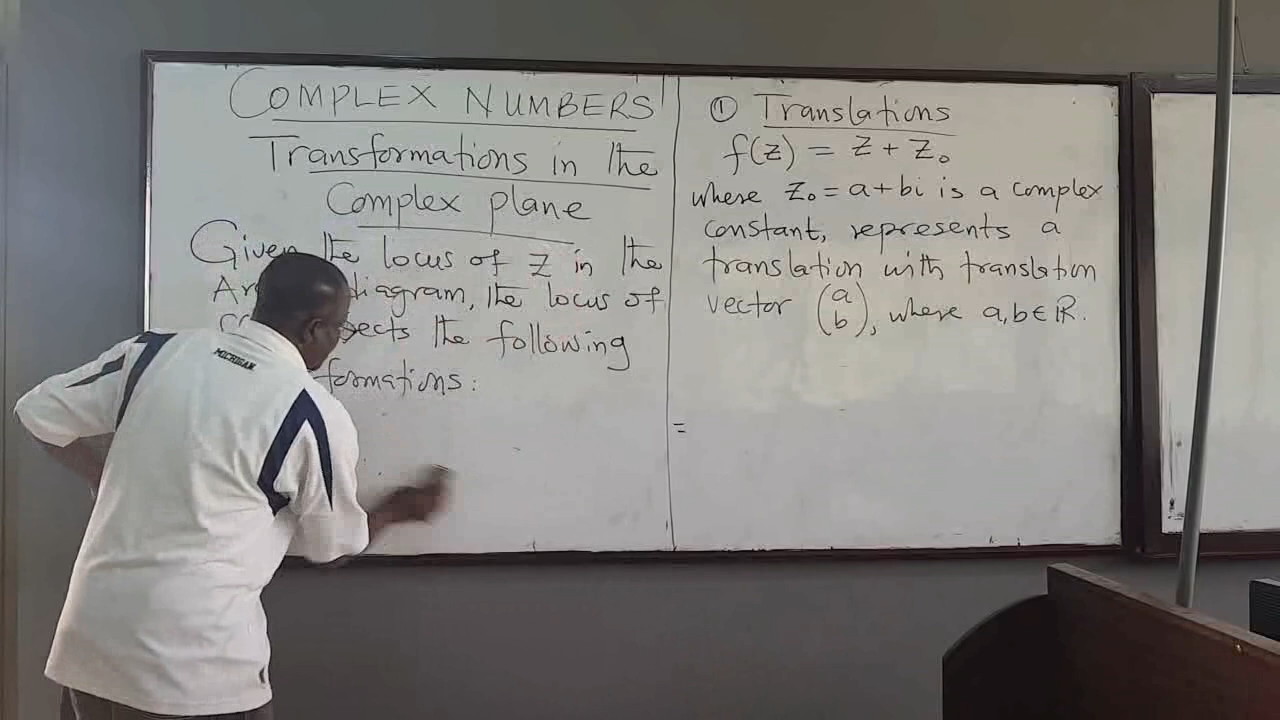 COMPLEX NUMBERS
Transformations in the
Complex plane
Given the locus of z in the
diagram, the locus of
the following
formations:
① Translations
f(z) = z + z₀
where z₀ = a + bi is a complex
constant, represents a
translation with translation
vector (a b), where a, b ∈ ℝ.
=
MICHIGAN